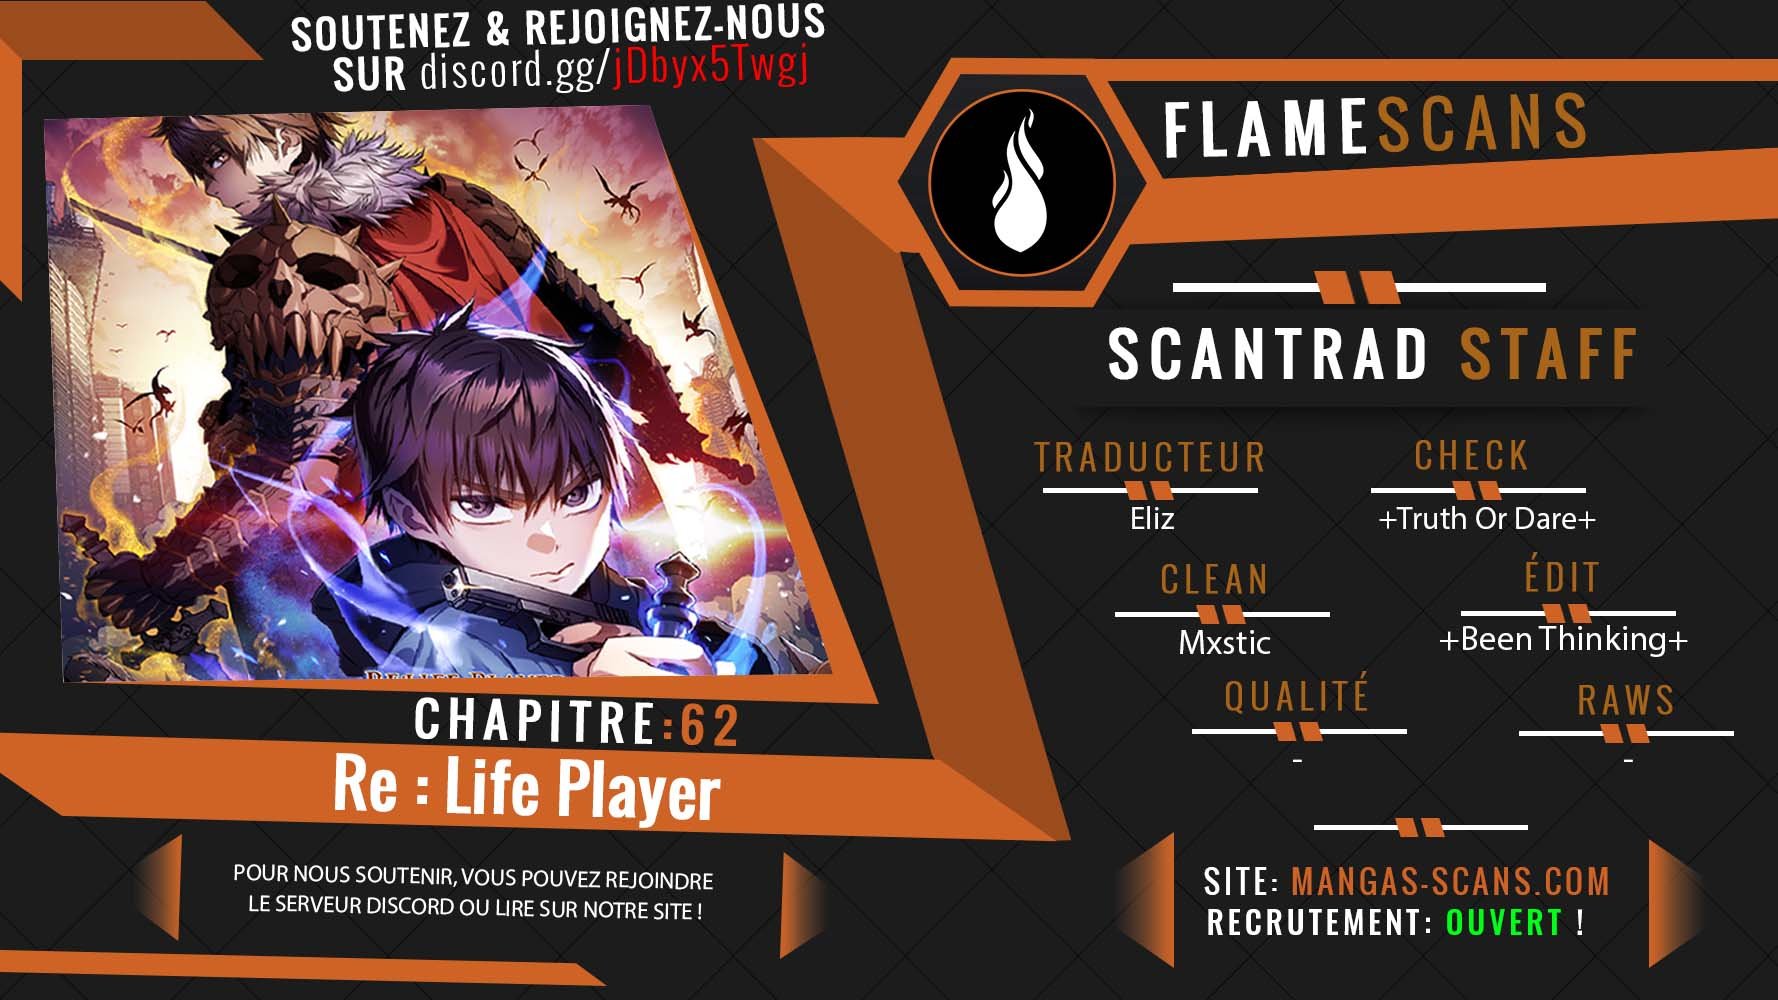 SOUTENEZ & REJOIGNEZ-NOUS
SUR discord.gg/jDbyx5Twgj
FLAMESCANS
SCANTRAD STAFF
TRADUCTEUR
Eliz
CHECK
+Truth Or Dare+
CLEAN
Mxstic
ÉDIT
+Been Thinking+
QUALITÉ
-
RAWS
-
CHAPITRE:62
Re : Life Player
POUR NOUS SOUTENIR, VOUS POUVEZ REJOINDRE
LE SERVEUR DISCORD OU LIRE SUR NOTRE SITE !
SITE: MANGAS-SCANS.COM
RECRUTEMENT: OUVERT !